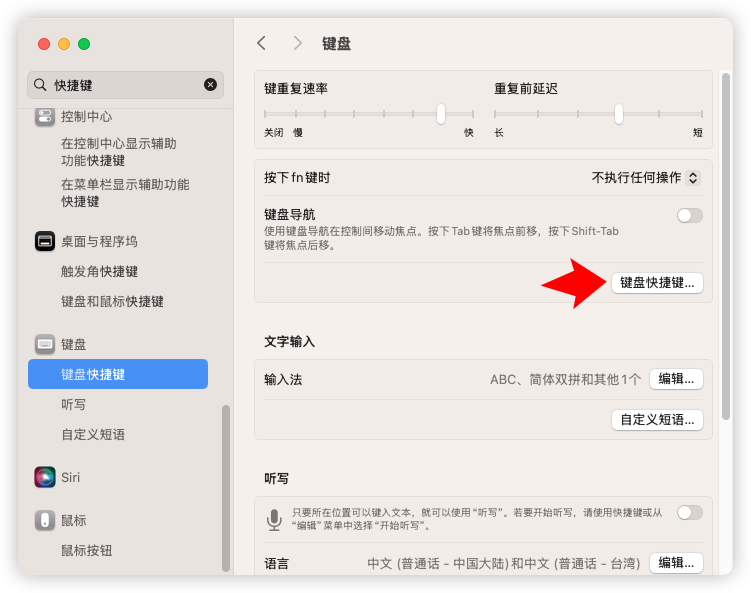 键盘
快捷键
控制中心
在控制中心显示辅助
功能快捷键
在菜单栏显示辅助功能
快捷键
桌面与程序坞
触发角快捷键
键盘和鼠标快捷键
键盘
键盘快捷键
听写
自定义短语
Siri
鼠标
鼠标按钮
键重复速率
重复前延迟
关闭 慢 快
长 短
按下 fn 键时
不执行任何操作
键盘导航
使用键盘导航在控制间移动焦点。按下 Tab 键将焦点前移，按下 Shift-Tab
键将焦点后移。
键盘快捷键...
文字输入
输入法
ABC、简体双拼和其他 1 个
编辑...
自定义短语...
听写
只要所在位置可以键入文本，就可以使用“听写”。若要开始听写，请使用快捷键或从
“编辑”菜单中选择“开始听写”。
语言
中文 (普通话 - 中国大陆) 和中文 (普通话 - 台湾)
编辑...